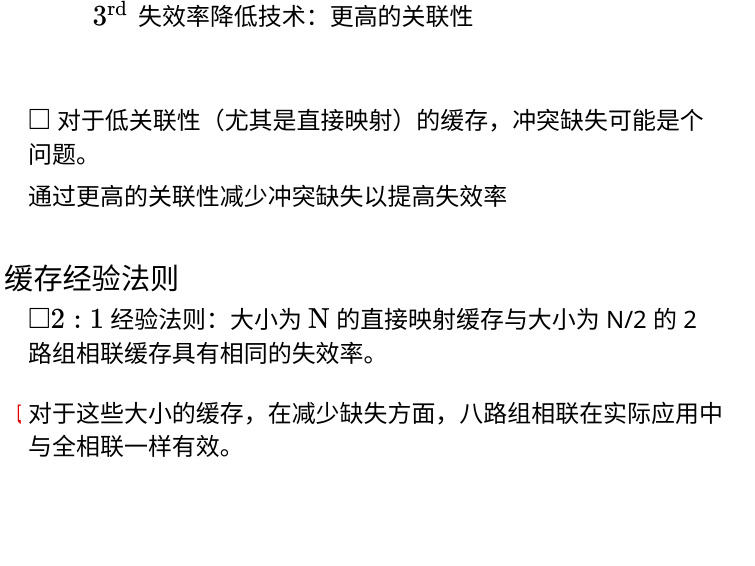 3rd 失效率降低技术：更高的关联性
□ 对于低关联性（尤其是直接映射）的缓存，冲突缺失可能是个
问题。
通过更高的关联性减少冲突缺失以提高失效率
缓存经验法则
□2 : 1 经验法则：大小为 N 的直接映射缓存与大小为 N/2 的 2
路组相联缓存具有相同的失效率。
[ 对于这些大小的缓存，在减少缺失方面，八路组相联在实际应用中
与全相联一样有效。